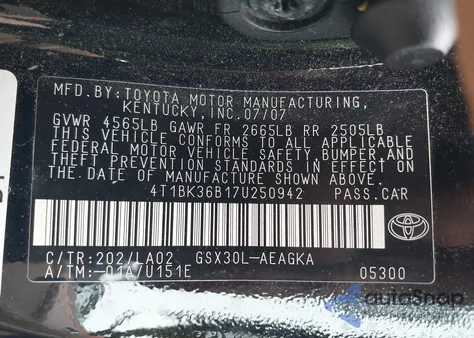 MFD. BY: TOYOTA MOTOR MANUFACTURING,
KENTUCKY, INC. 07/07
GVWR 4565LB GAWR FR 2665LB RR 2505LB
THIS VEHICLE CONFORMS TO ALL APPLICABLE
FEDERAL MOTOR VEHICLE SAFETY, BUMPER, AND
THEFT PREVENTION STANDARDS IN EFFECT ON
THE DATE OF MANUFACTURE SHOWN ABOVE.
4T1BK36B17U250942 PASS.CAR
C/TR:202/LA02 GSX30L-AEAGKA
A/TM:-01A/U151E 05300
autoSnap